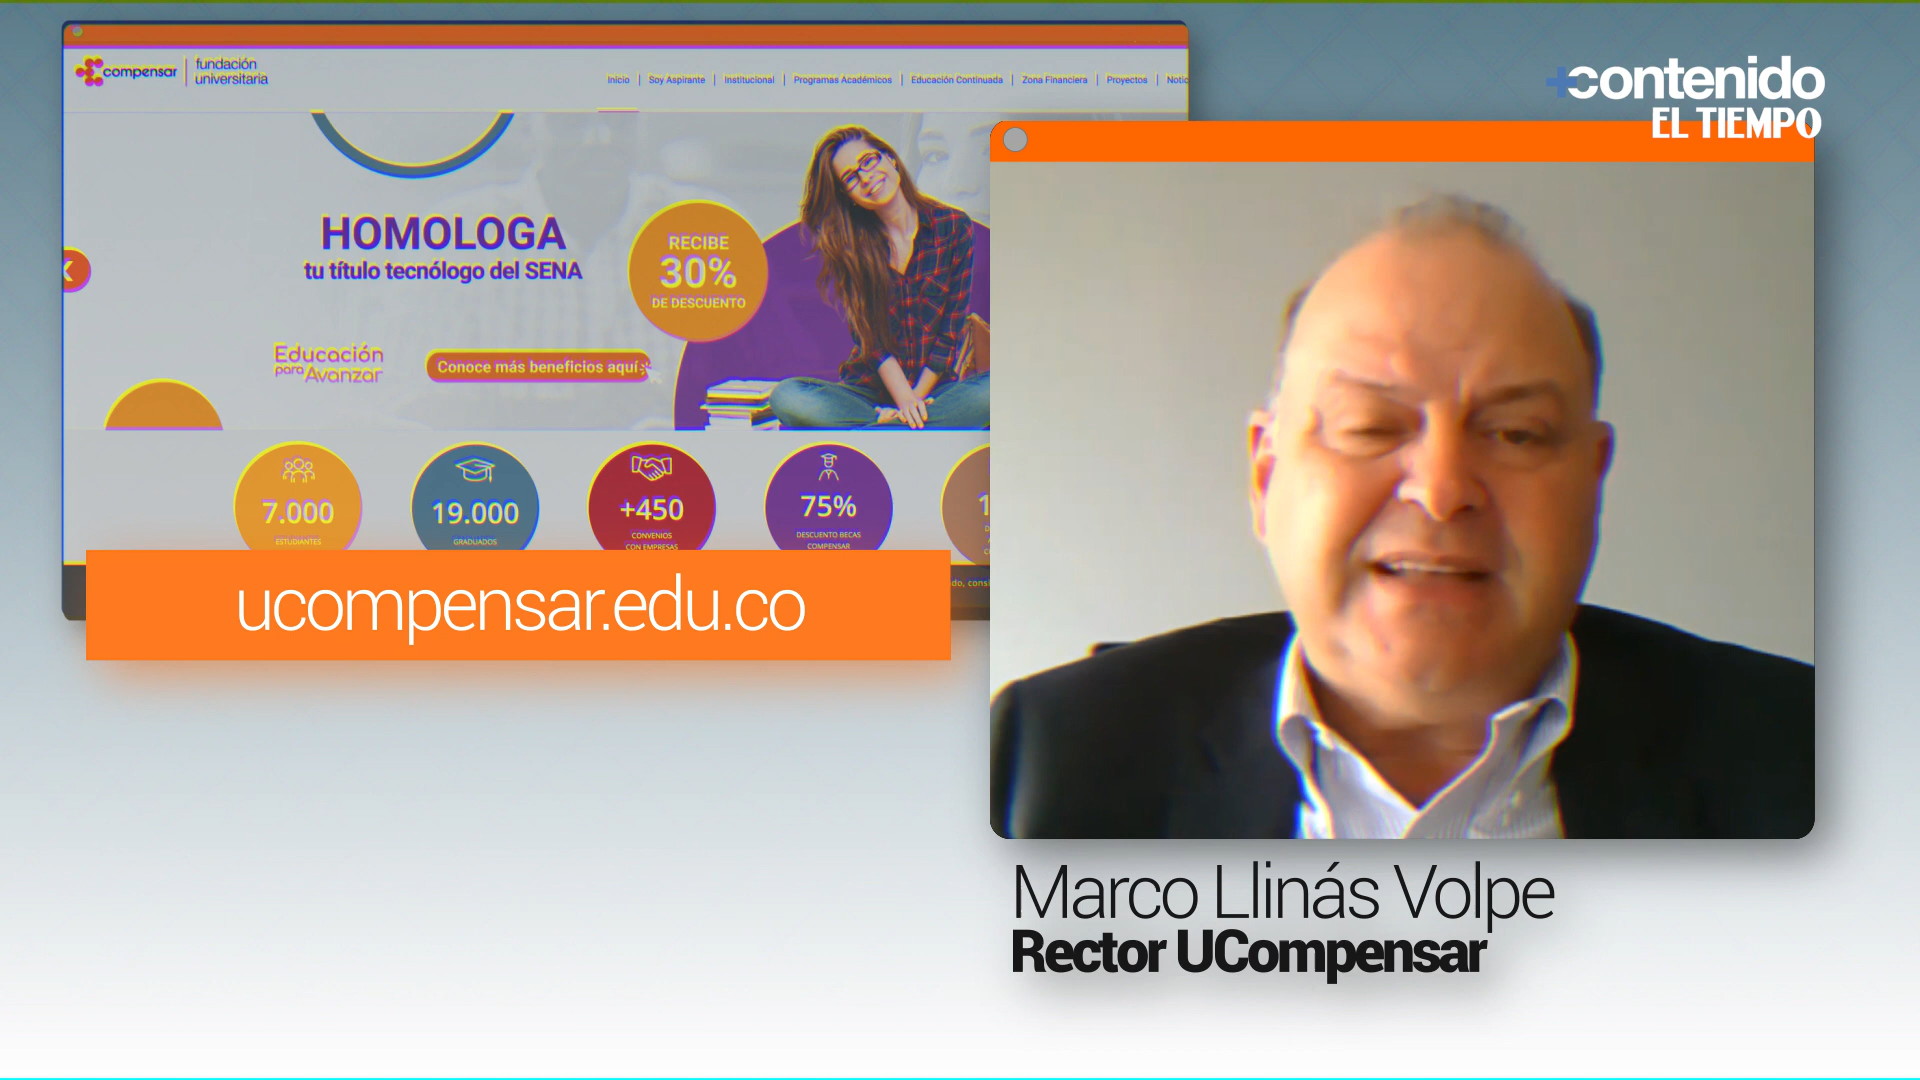 compensar
fundación
universitaria
Inicio | Soy Aspirante | Institucional | Programas Académicos | Educación Continuada | Zona Financiera | Proyectos |
+contenido
EL TIEMPO
HOMOLOGA
tu título tecnólogo del SENA
RECIBE
30%
DE DESCUENTO
Educación
para Avanzar
Conoce más beneficios aquí
7.000
ESTUDIANTES
19.000
GRADUADOS
+450
CONVENIOS
CON EMPRESAS
75%
DESCUENTO BECAS
COMPENSAR
ucompensar.edu.co
Marco Llinás Volpe
Rector UCompensar